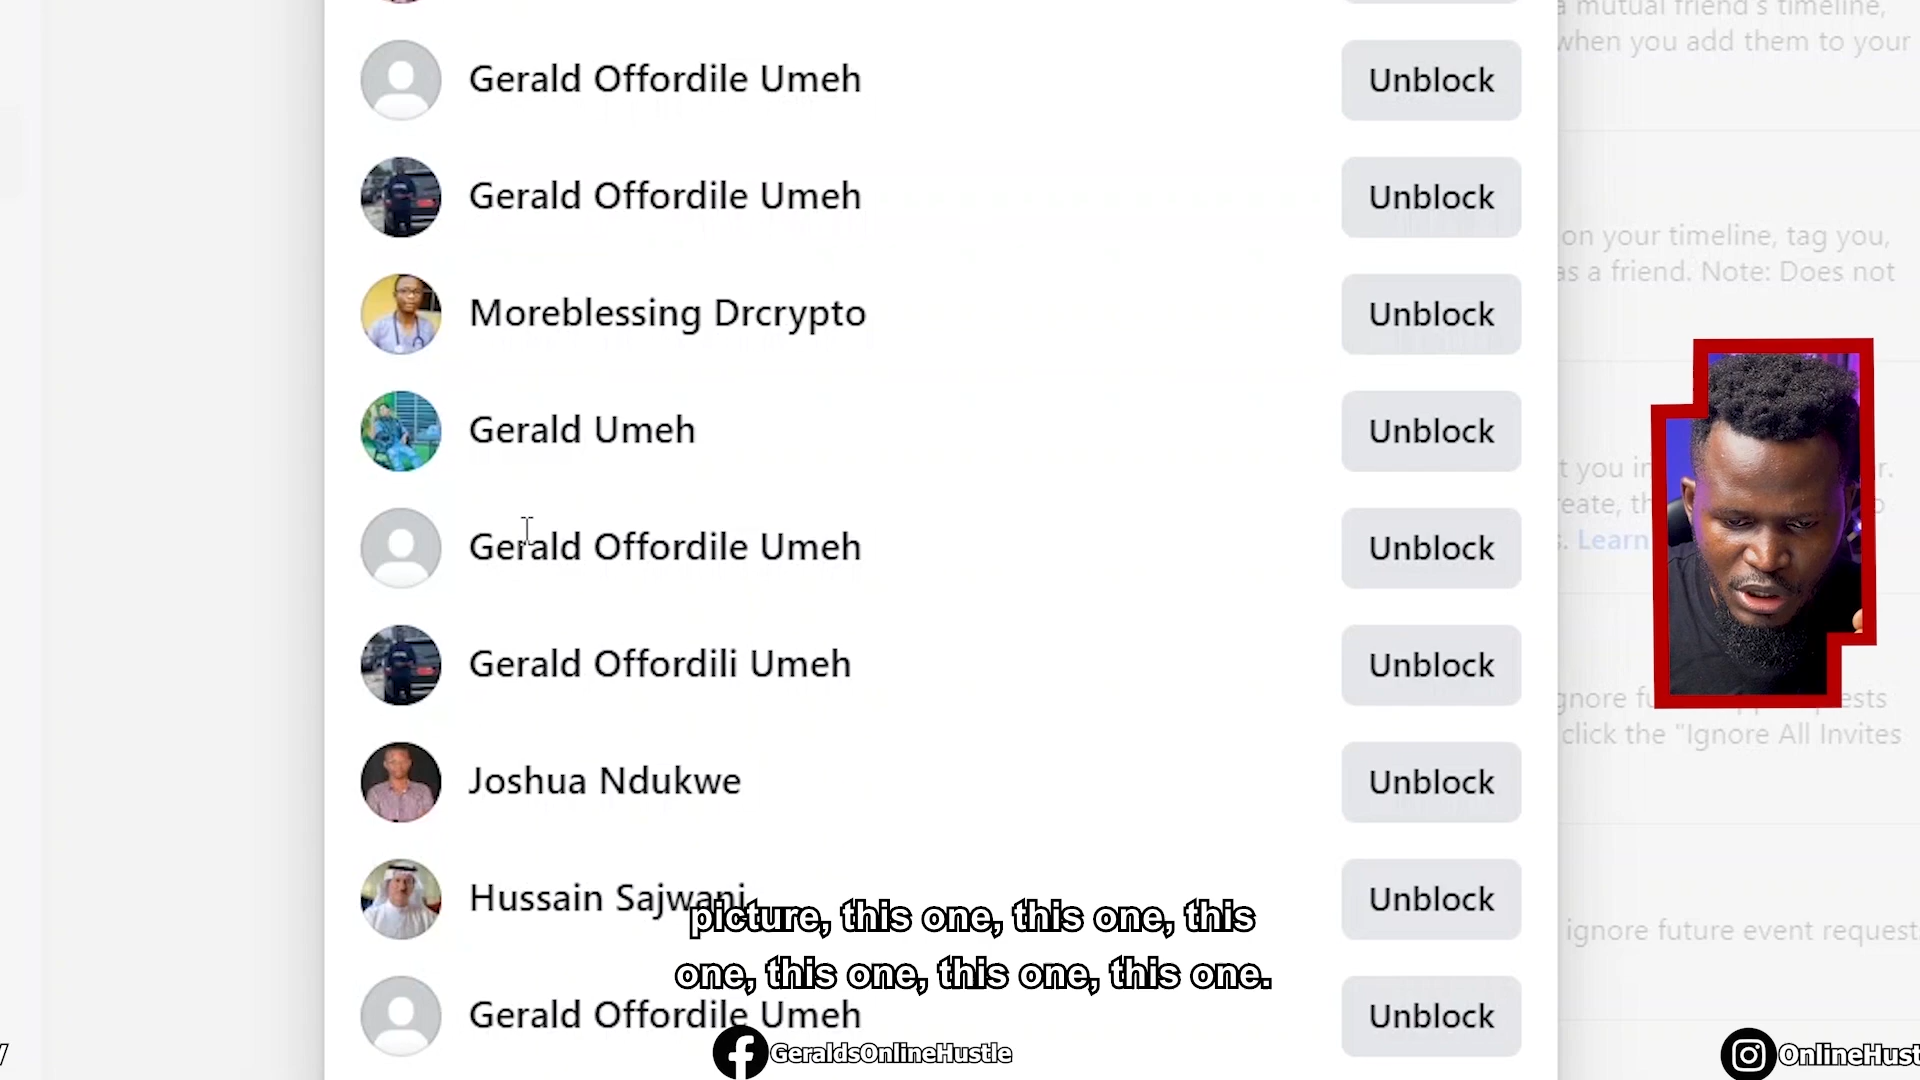 a mutual friend's timeline,
when you add them to your
Gerald Offordile Umeh
Unblock
Gerald Offordile Umeh
Unblock
on your timeline, tag you,
as a friend. Note: Does not
Moreblessing Drcrypto
Unblock
Gerald Umeh
Unblock
t you in
r.
eate, th
Learn
Gerald Offordile Umeh
Unblock
Gerald Offordili Umeh
Unblock
gnore fu
ests
click the "Ignore All Invites
Joshua Ndukwe
Unblock
Hussain Sajwani
Unblock
ignore future event requests
picture, this one, this one, this
one, this one, this one, this one.
Gerald Offordile Umeh
Unblock
GeraldsOnlineHustle
OnlineHust